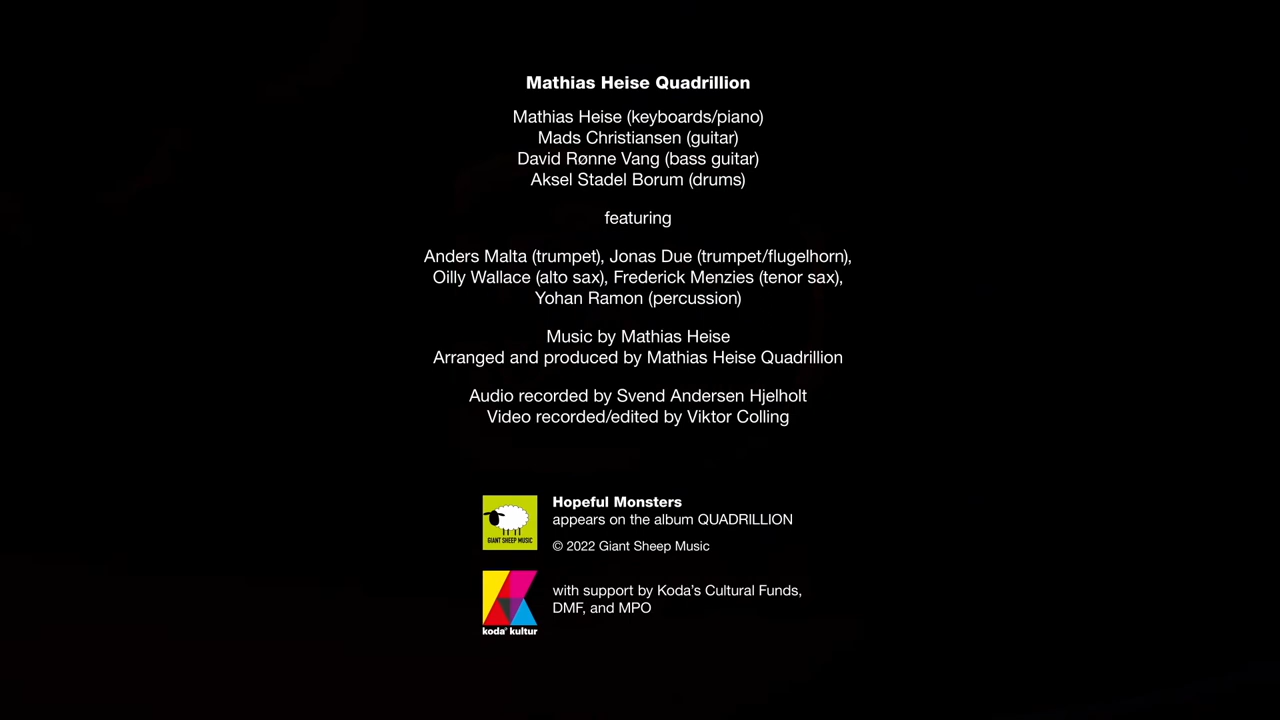 Mathias Heise Quadrillion
Mathias Heise (keyboards/piano)
Mads Christiansen (guitar)
David Rønne Vang (bass guitar)
Aksel Stadel Borum (drums)
featuring
Anders Malta (trumpet), Jonas Due (trumpet/flugelhorn),
Oilly Wallace (alto sax), Frederick Menzies (tenor sax),
Yohan Ramon (percussion)
Music by Mathias Heise
Arranged and produced by Mathias Heise Quadrillion
Audio recorded by Svend Andersen Hjelholt
Video recorded/edited by Viktor Colling
GIANT SHEEP MUSIC
Hopeful Monsters
appears on the album QUADRILLION
© 2022 Giant Sheep Music
koda° kultur
with support by Koda's Cultural Funds,
DMF, and MPO